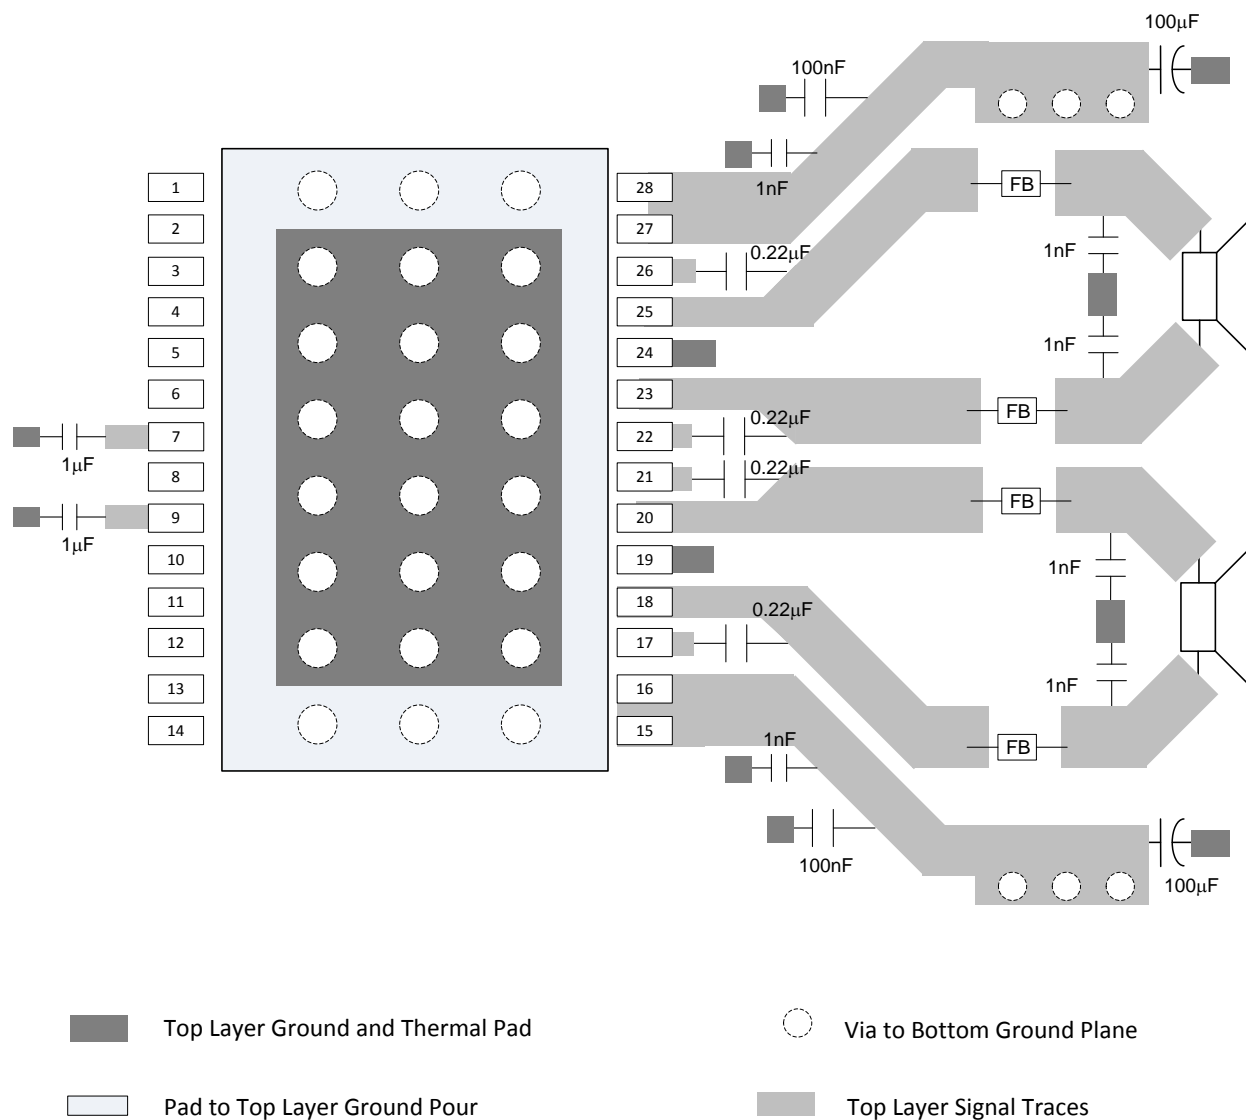 100μF
100nF
1nF
1
28
FB
2
27
1nF
0.22μF
3
26
4
25
5
24
1nF
6
23
FB
0.22μF
7
22
1μF
0.22μF
8
21
FB
9
20
1μF
10
19
1nF
11
18
0.22μF
12
17
13
16
1nF
14
15
1nF
FB
100nF
100μF
Top Layer Ground and Thermal Pad
Via to Bottom Ground Plane
Pad to Top Layer Ground Pour
Top Layer Signal Traces